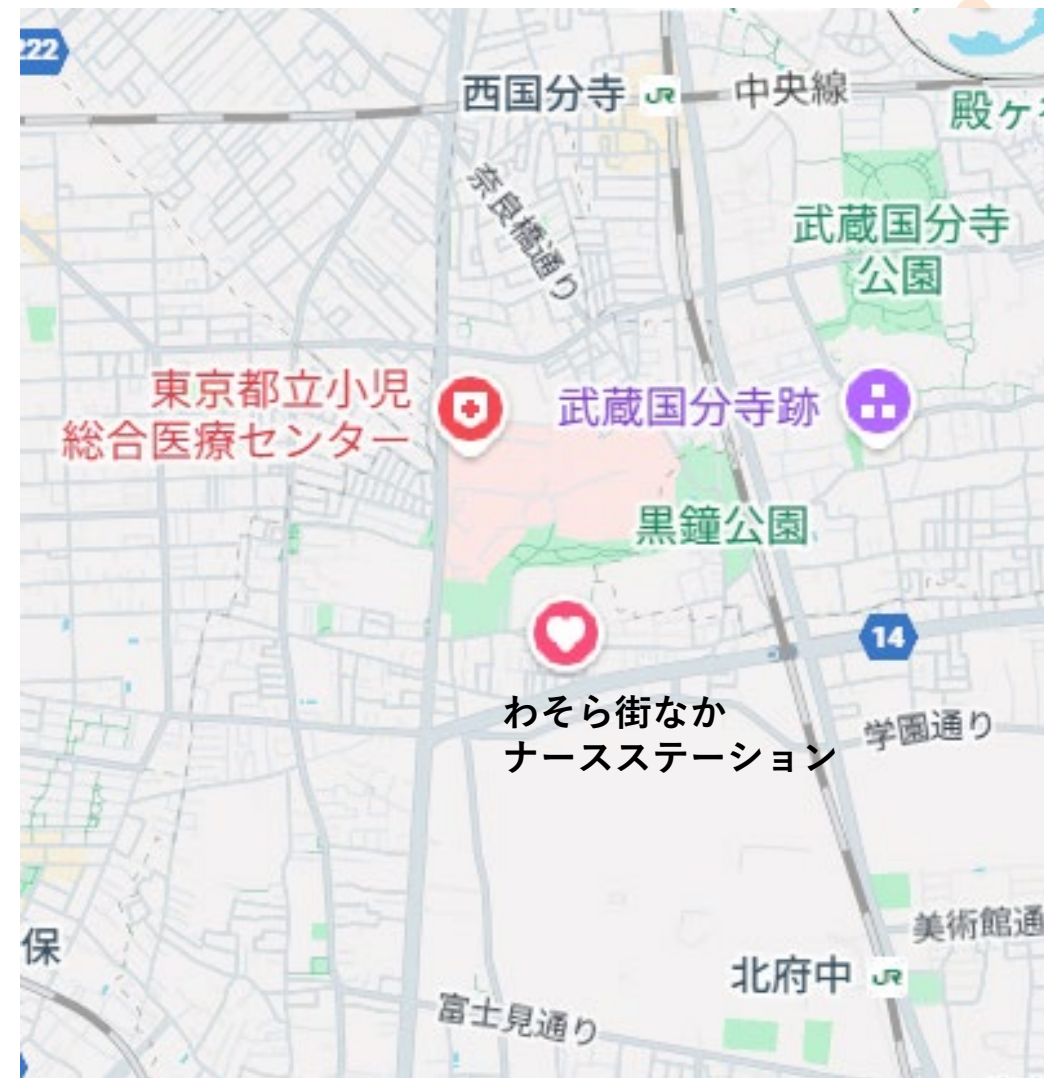 222
西国分寺
JR
中央線
殿ヶ
奈良橋通り
武蔵国分寺
公園
東京都立小児
総合医療センター
武蔵国分寺跡
黒鐘公園
14
わそら街なか
ナースステーション
学園通り
美術館通
保
北府中
JR
富士見通り